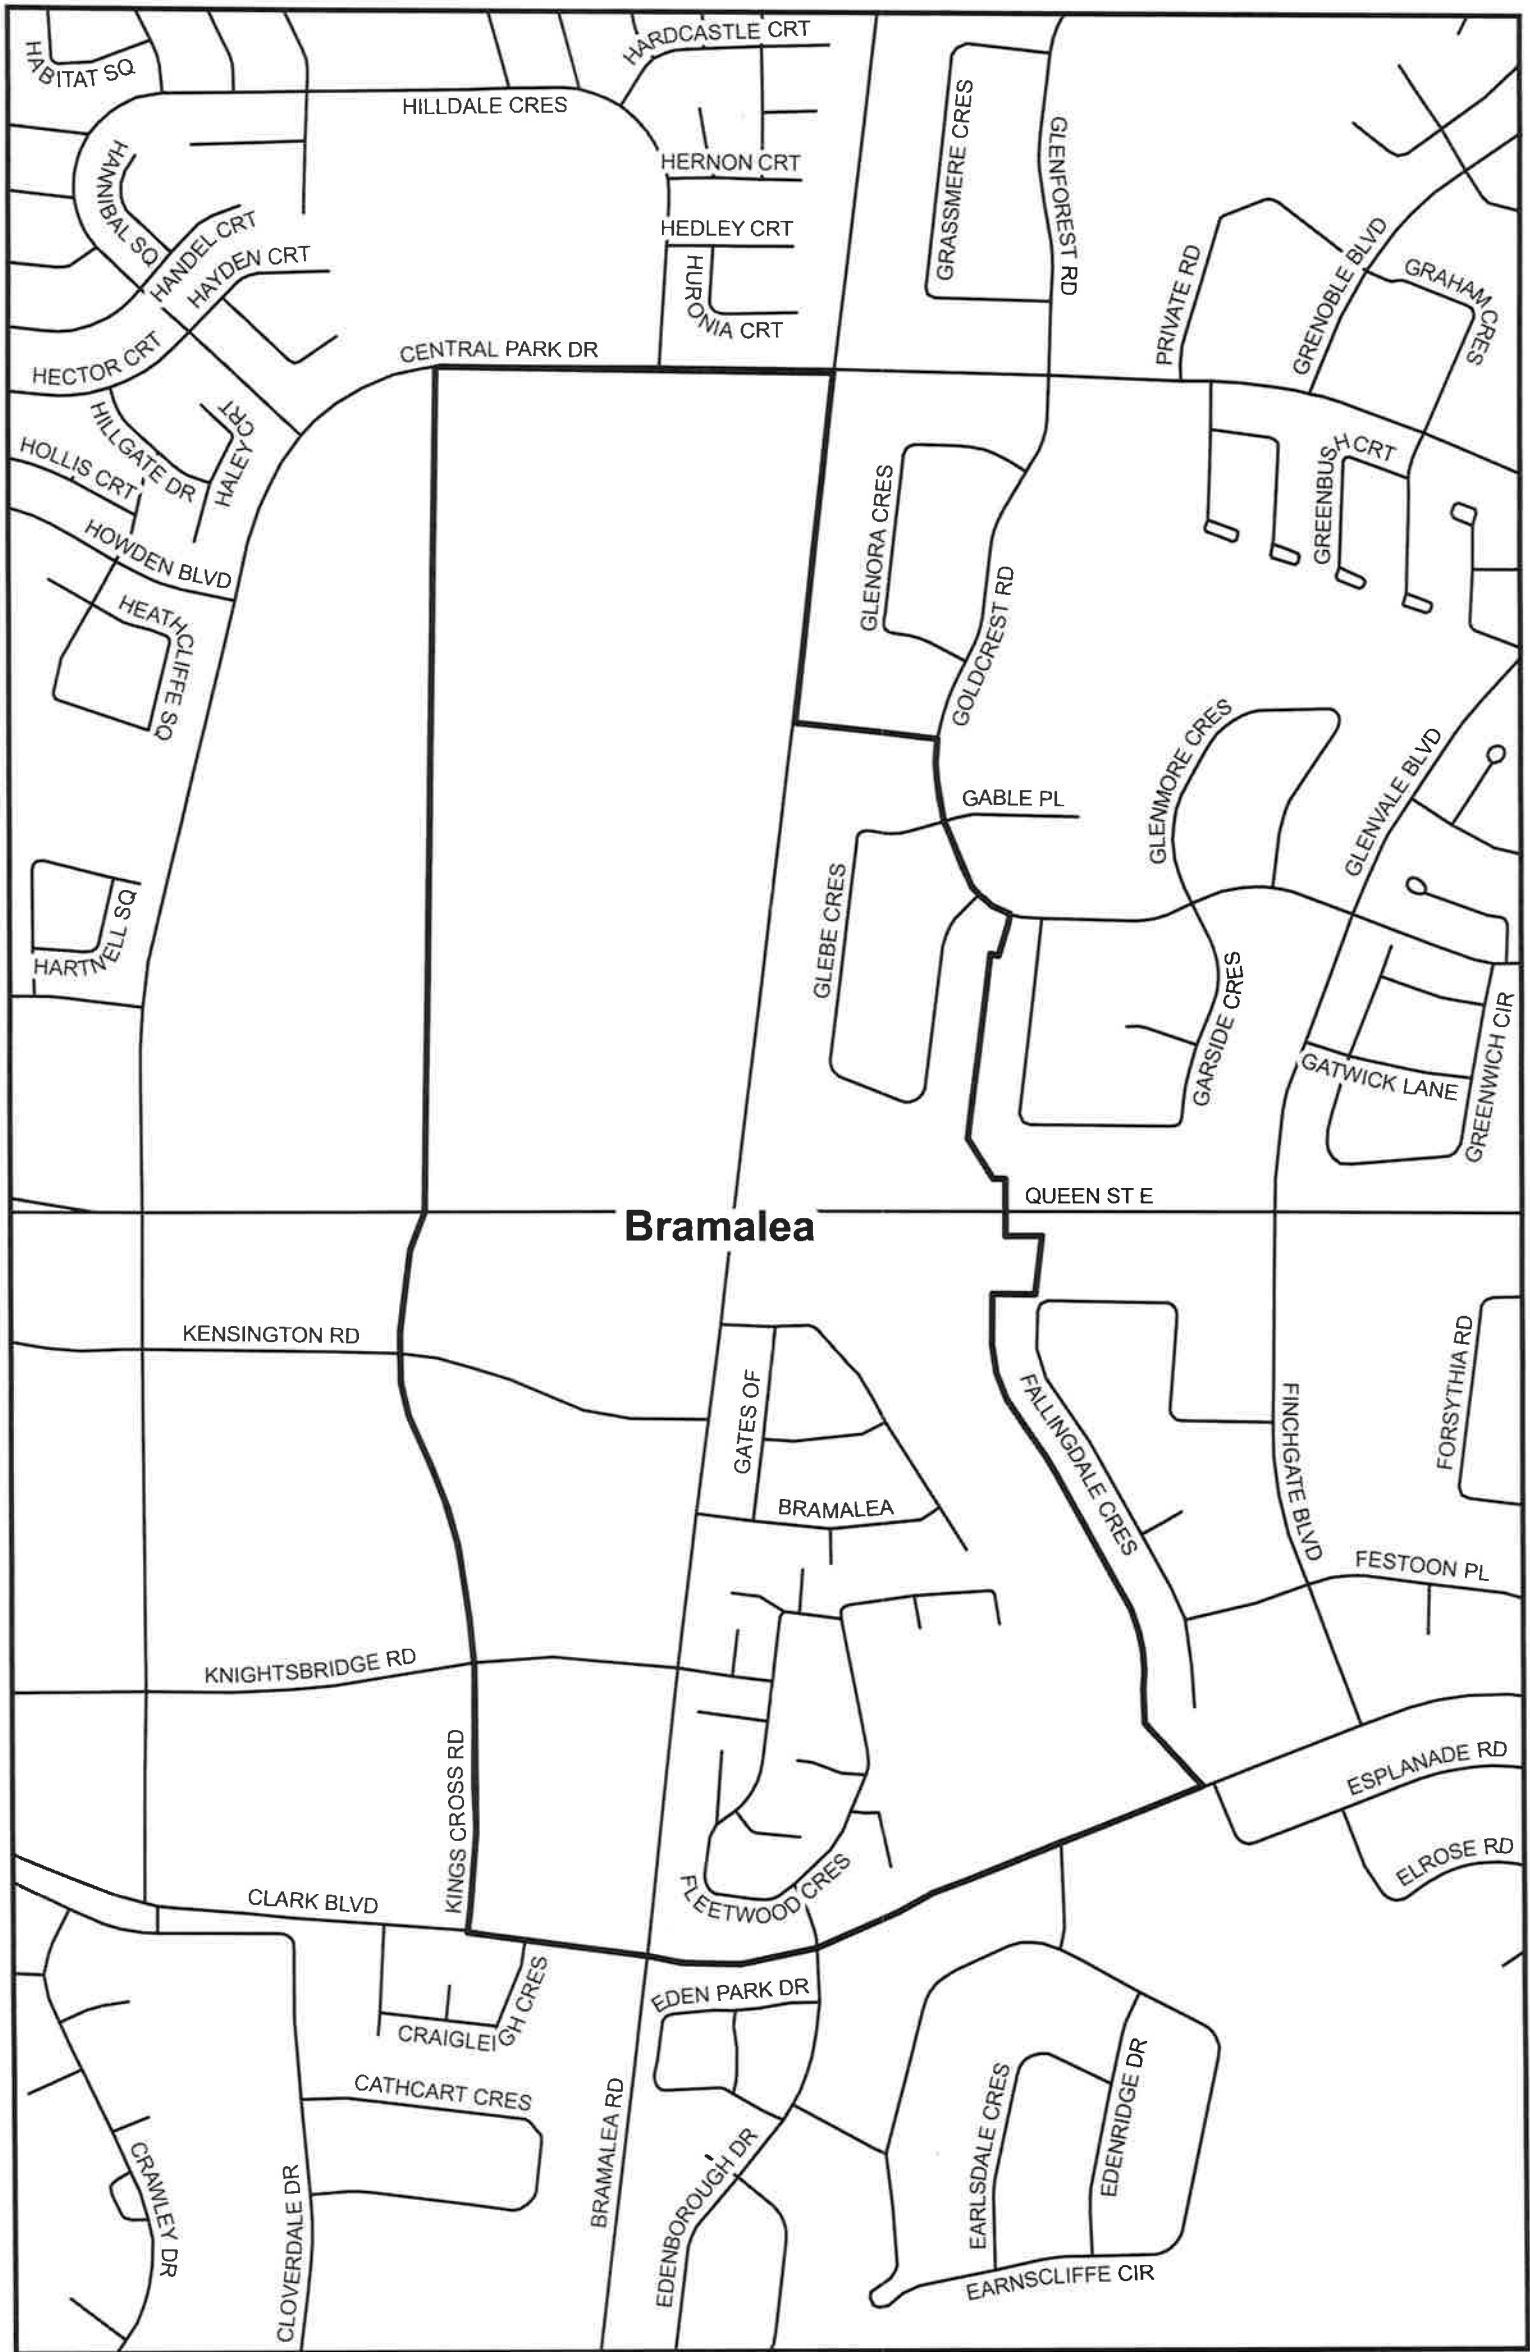 HARDCASTLE CRT
HABITAT SQ
HILLDALE CRES
GRASSMERE CRES
GLENFOREST RD
HANNIBAL SQ
HERNON CRT
HANDEL CRT
HEDLEY CRT
HAYDEN CRT
HURONIA CRT
PRIVATE RD
GRENOBLE BLVD
GRAHAM CRES
HECTOR CRT
CENTRAL PARK DR
HILLGATE DR
HALEY CRT
HOLLIS CRT
GREENBUSH CRT
GLENORA CRES
HOWDEN BLVD
GOLDCREST RD
HEATHCLIFFE SQ
GLENMORE CRES
GLENVALE BLVD
GABLE PL
GLEBE CRES
HARTWELL SQ
GARSIDE CRES
GATWICK LANE
GREENWICH CIR
QUEEN ST E
Bramalea
KENSINGTON RD
GATES OF
BRAMALEA
FALLINGDALE CRES
FINCHGATE BLVD
FORSYTHIA RD
FESTOON PL
KNIGHTSBRIDGE RD
KINGS CROSS RD
ESPLANADE RD
ELROSE RD
FLEETWOOD CRES
CLARK BLVD
EDEN PARK DR
CRAIGLEIGH CRES
CATHCART CRES
BRAMALEA RD
EARLSDALE CRES
EDENRIDGE DR
CRAWLEY DR
CLOVERDALE DR
EDENBOROUGH DR
EARNSCLIFFE CIR